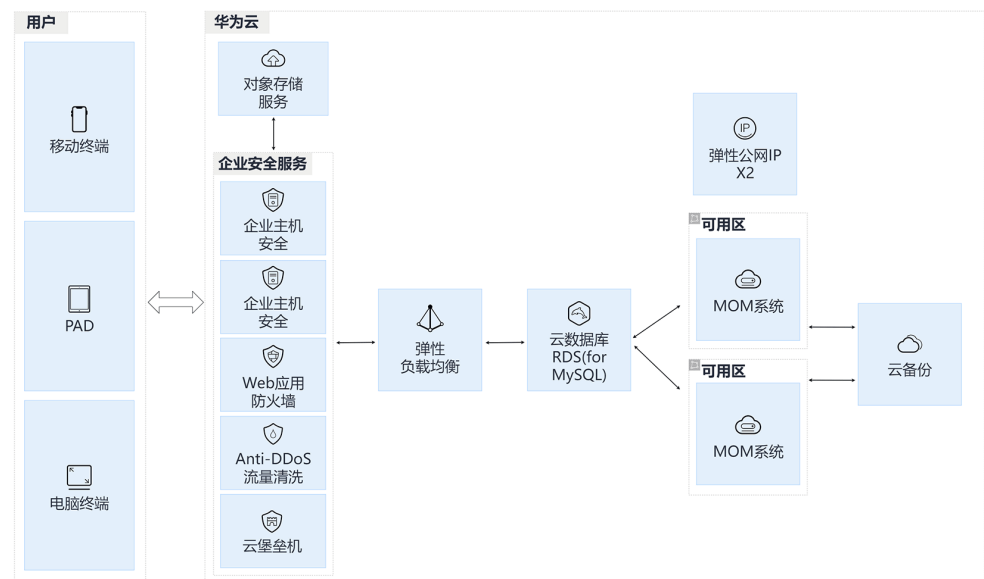 用户
移动终端
PAD
电脑终端
华为云
对象存储
服务
企业安全服务
企业主机
安全
企业主机
安全
Web应用
防火墙
Anti-DDoS
流量清洗
云堡垒机
弹性
负载均衡
云数据库
RDS(for
MySQL)
IP
弹性公网IP
X2
可用区
MOM系统
可用区
MOM系统
云备份